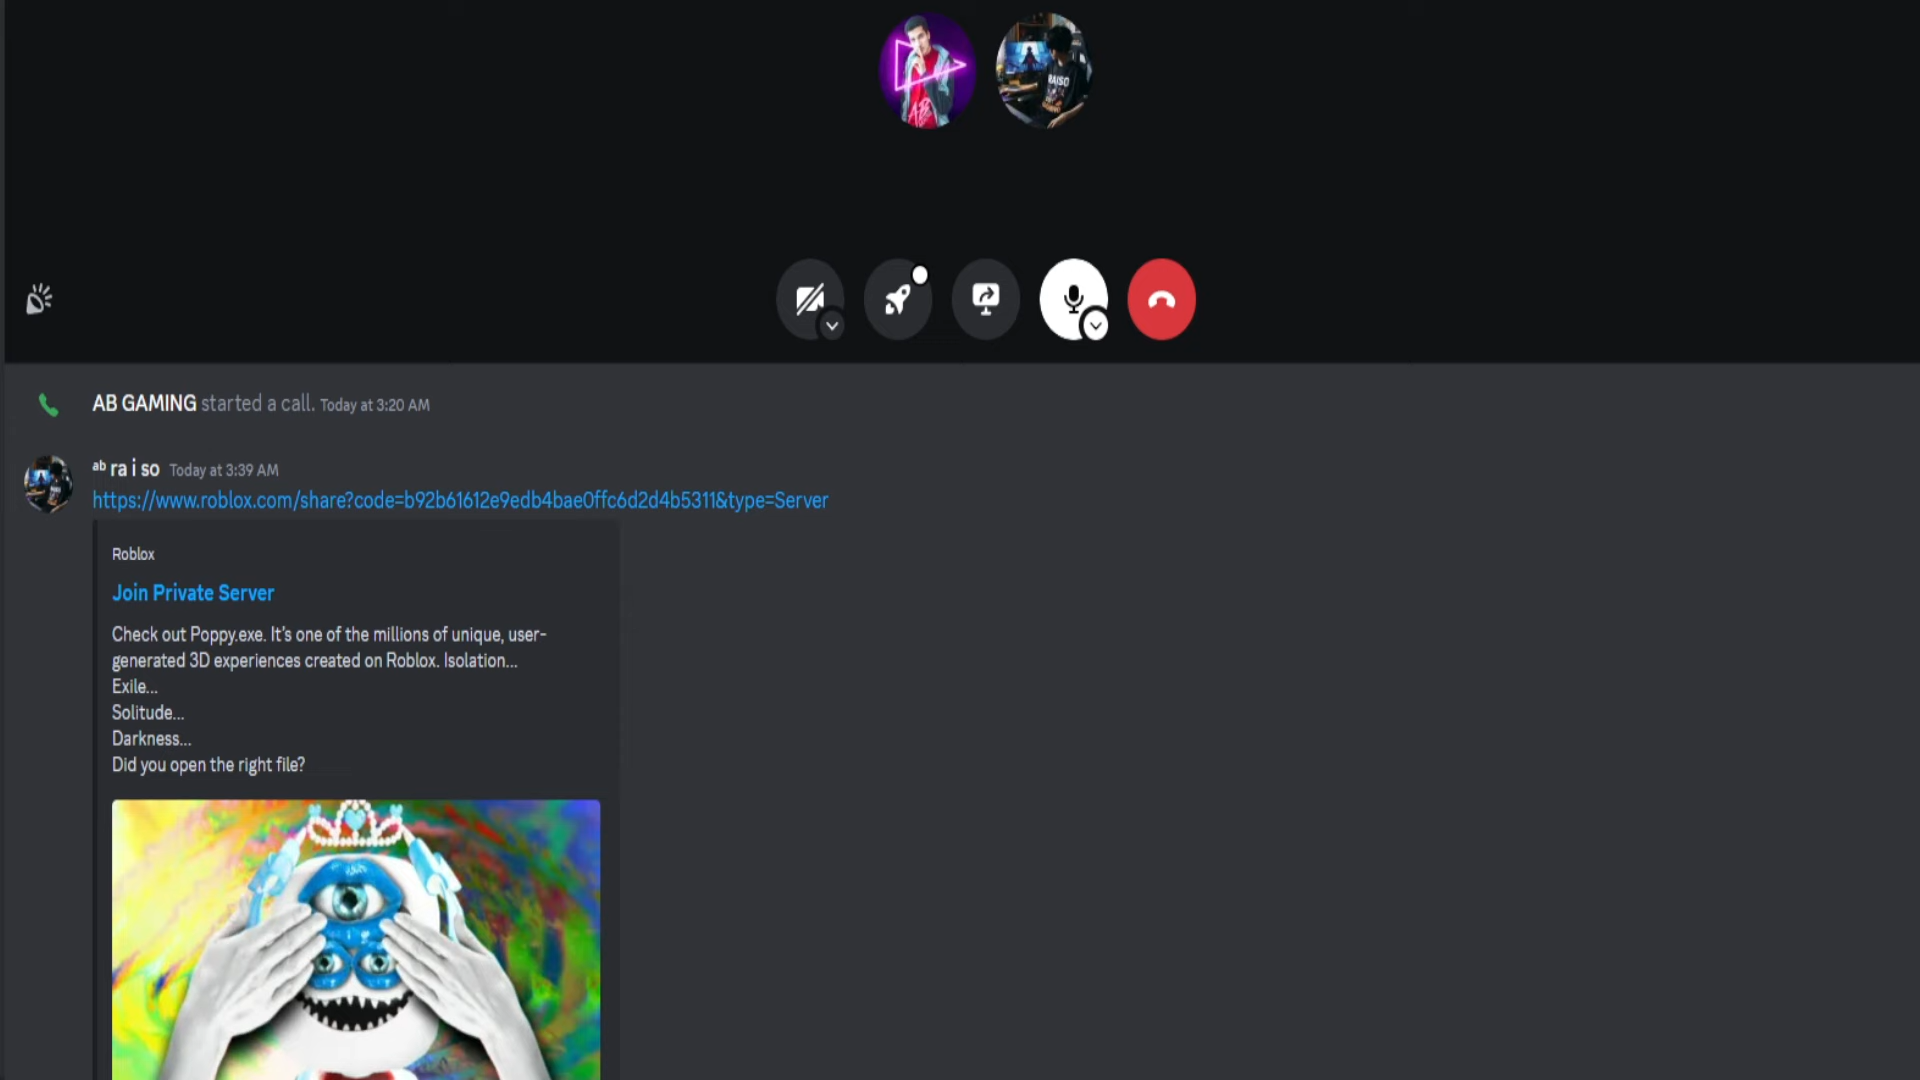 RAISO
AB GAMING started a call. Today at 3:20 AM
ab ra i so Today at 3:39 AM
https://www.roblox.com/share?code=b92b61612e9edb4bae0ffc6d2d4b5311&type=Server
Roblox
Join Private Server
Check out Poppy.exe. It's one of the millions of unique, user-
generated 3D experiences created on Roblox. Isolation...
Exile...
Solitude...
Darkness...
Did you open the right file?